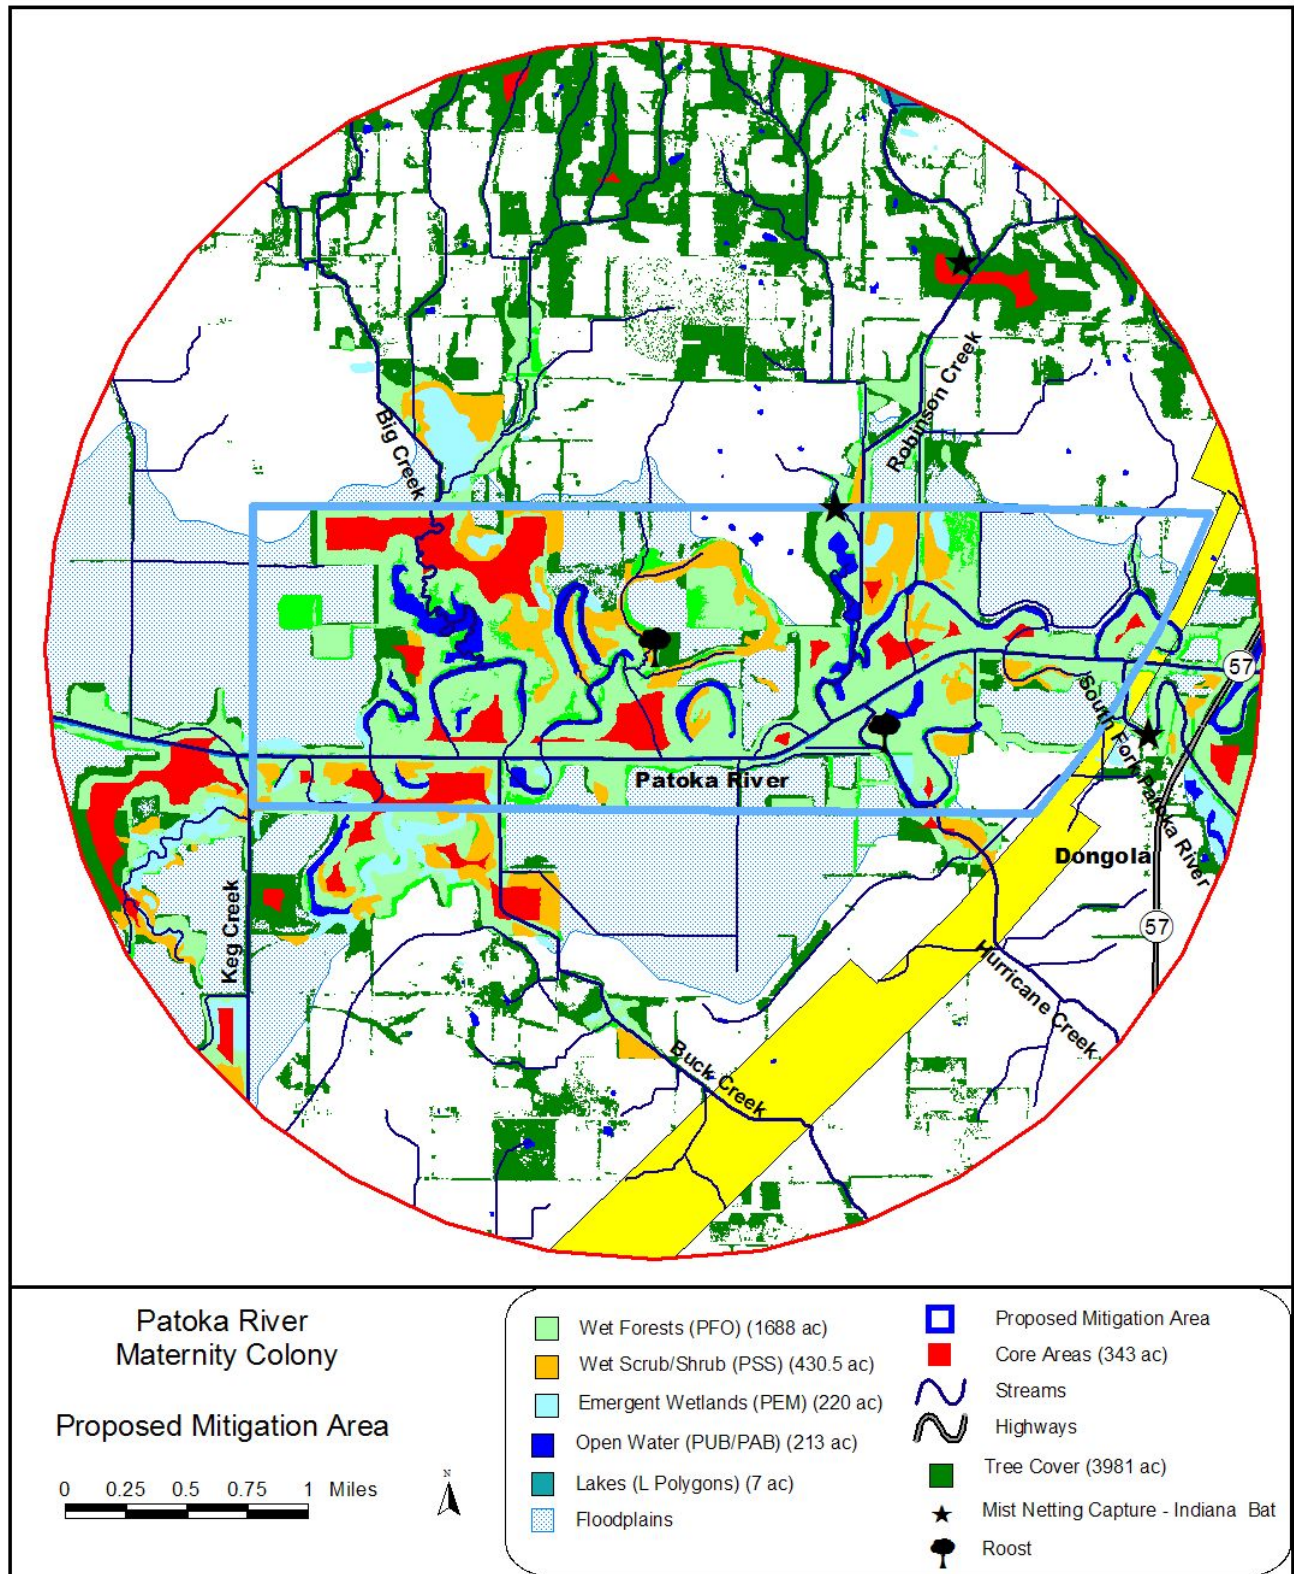 Big Creek
Robinson Creek
57
South Fork Patoka River
Patoka River
Dongola
57
Keg Creek
Hurricane Creek
Buck Creek
Patoka River
Maternity Colony
Proposed Mitigation Area
0 0.25 0.5 0.75 1 Miles
N
Wet Forests (PFO) (1688 ac)
Wet Scrub/Shrub (PSS) (430.5 ac)
Emergent Wetlands (PEM) (220 ac)
Open Water (PUB/PAB) (213 ac)
Lakes (L Polygons) (7 ac)
Floodplains
Proposed Mitigation Area
Core Areas (343 ac)
Streams
Highways
Tree Cover (3981 ac)
Mist Netting Capture - Indiana Bat
Roost